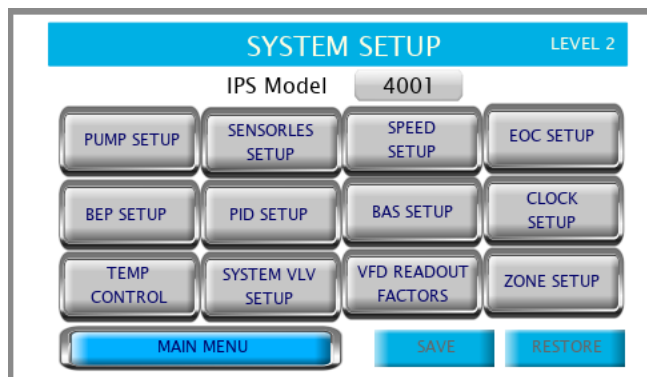 SYSTEM SETUP LEVEL 2
IPS Model 4001
PUMP SETUP
SENSORLES
SETUP
SPEED
SETUP
EOC SETUP
BEP SETUP
PID SETUP
BAS SETUP
CLOCK
SETUP
TEMP
CONTROL
SYSTEM VLV
SETUP
VFD READOUT
FACTORS
ZONE SETUP
MAIN MENU
SAVE
RESTORE